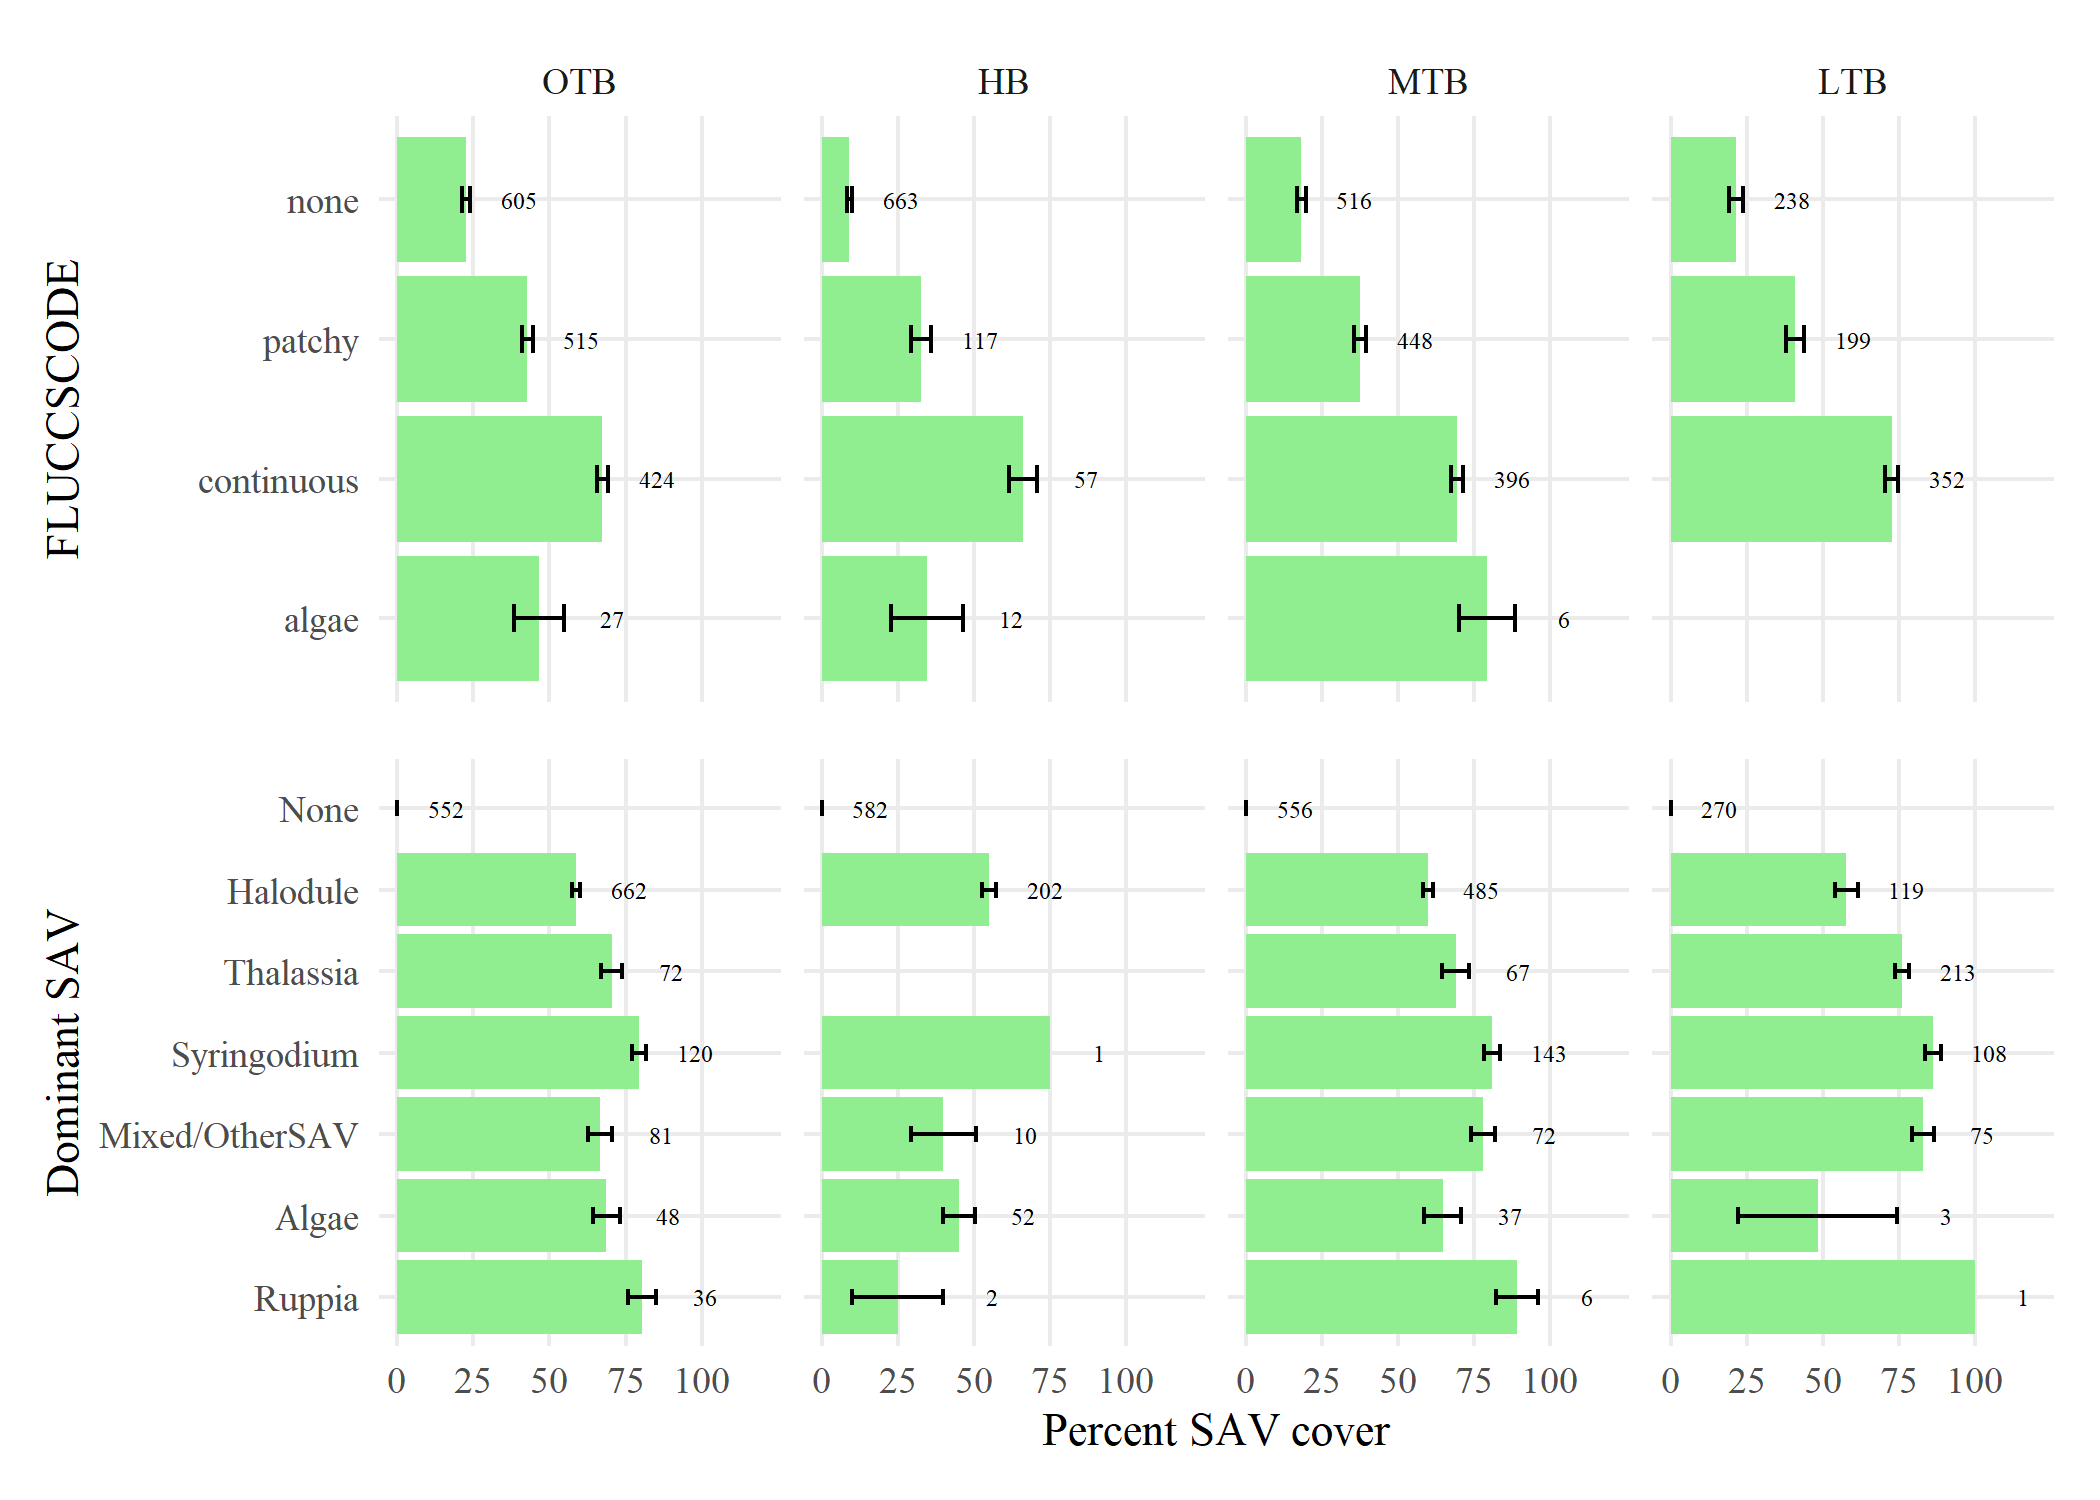 OTB HB MTB LTB
FLUCCSCODE
none 605 663 516 238
patchy 515 117 448 199
continuous 424 57 396 352
algae 27 12 6
Dominant SAV
None 552 582 556 270
Halodule 662 202 485 119
Thalassia 72 67 213
Syringodium 120 1 143 108
Mixed/OtherSAV 81 10 72 75
Algae 48 52 37 3
Ruppia 36 2 6 1
0 25 50 75 100 0 25 50 75 100 0 25 50 75 100 0 25 50 75 100
Percent SAV cover